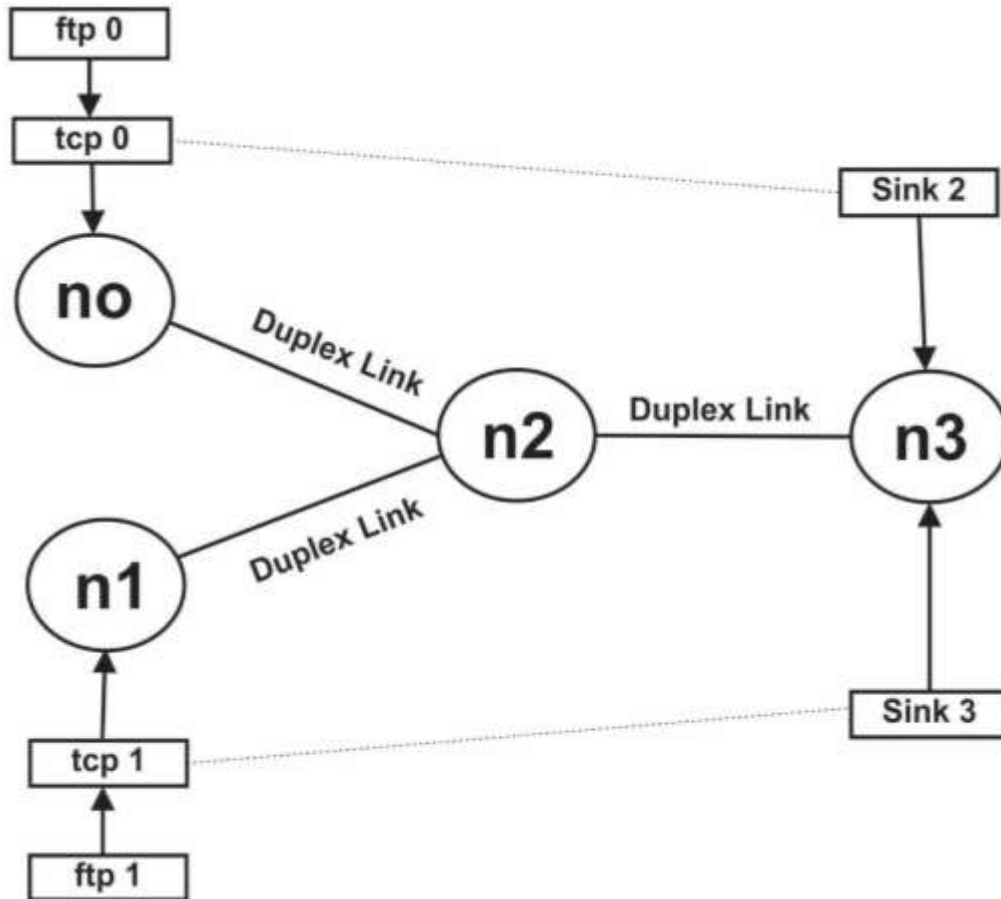 ftp 0
tcp 0
Sink 2
no
Duplex Link
n2
Duplex Link
n3
Duplex Link
n1
Sink 3
tcp 1
ftp 1